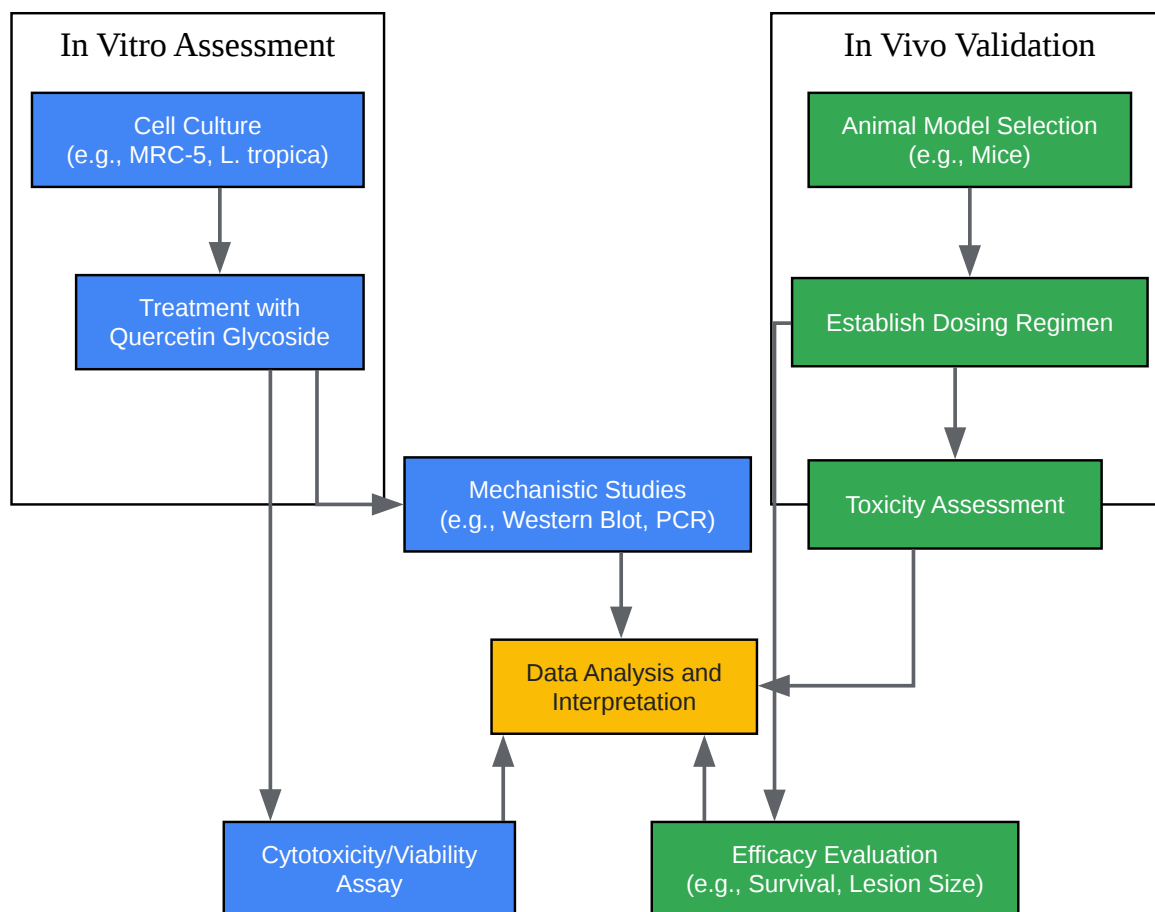 In Vitro Assessment
Cell Culture
(e.g., MRC-5, L. tropica)
Treatment with
Quercetin Glycoside
In Vivo Validation
Animal Model Selection
(e.g., Mice)
Establish Dosing Regimen
Toxicity Assessment
Mechanistic Studies
(e.g., Western Blot, PCR)
Data Analysis and
Interpretation
Cytotoxicity/Viability
Assay
Efficacy Evaluation
(e.g., Survival, Lesion Size)